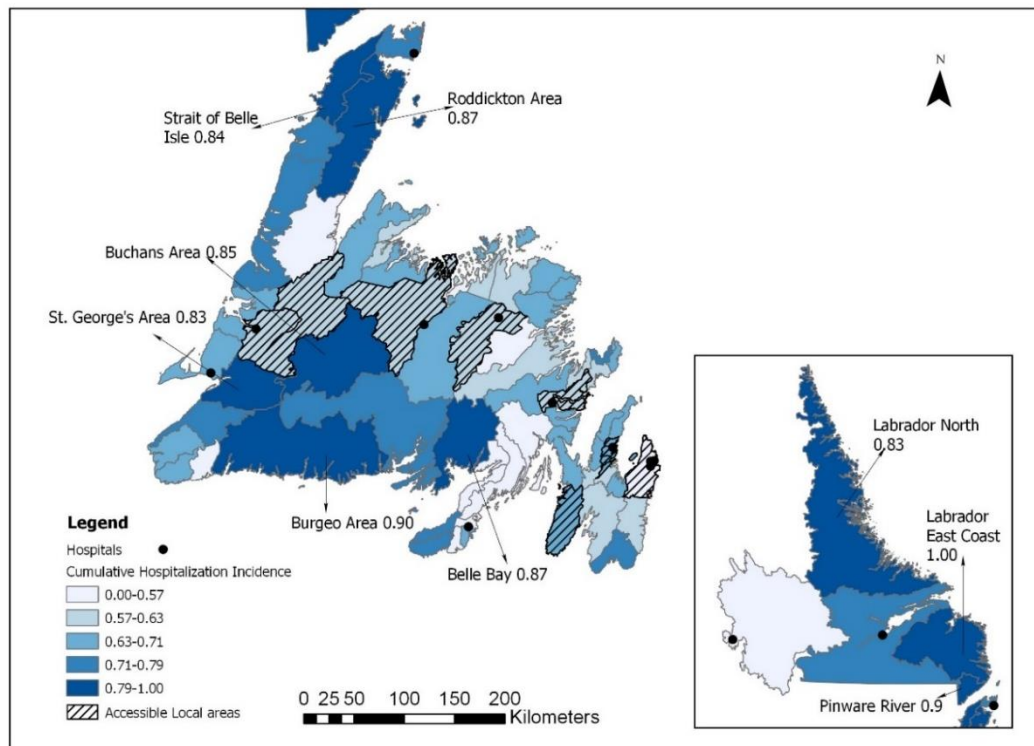 N
Strait of Belle
Isle 0.84
Roddickton Area
0.87
Buchans Area 0.85
St. George's Area 0.83
Burgeo Area 0.90
Belle Bay 0.87
Legend
Hospitals
Cumulative Hospitalization Incidence
0.00-0.57
0.57-0.63
0.63-0.71
0.71-0.79
0.79-1.00
Accessible Local areas
0 25 50 100 150 200
Kilometers
Labrador North
0.83
Labrador
East Coast
1.00
Pinware River 0.9